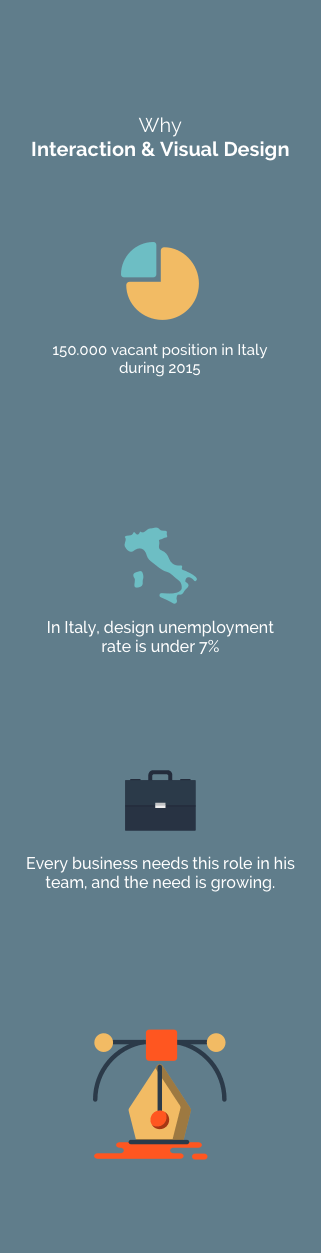 Why
Interaction & Visual Design
150.000 vacant position in Italy
during 2015
In Italy, design unemployment
rate is under 7%
Every business needs this role in his
team, and the need is growing.